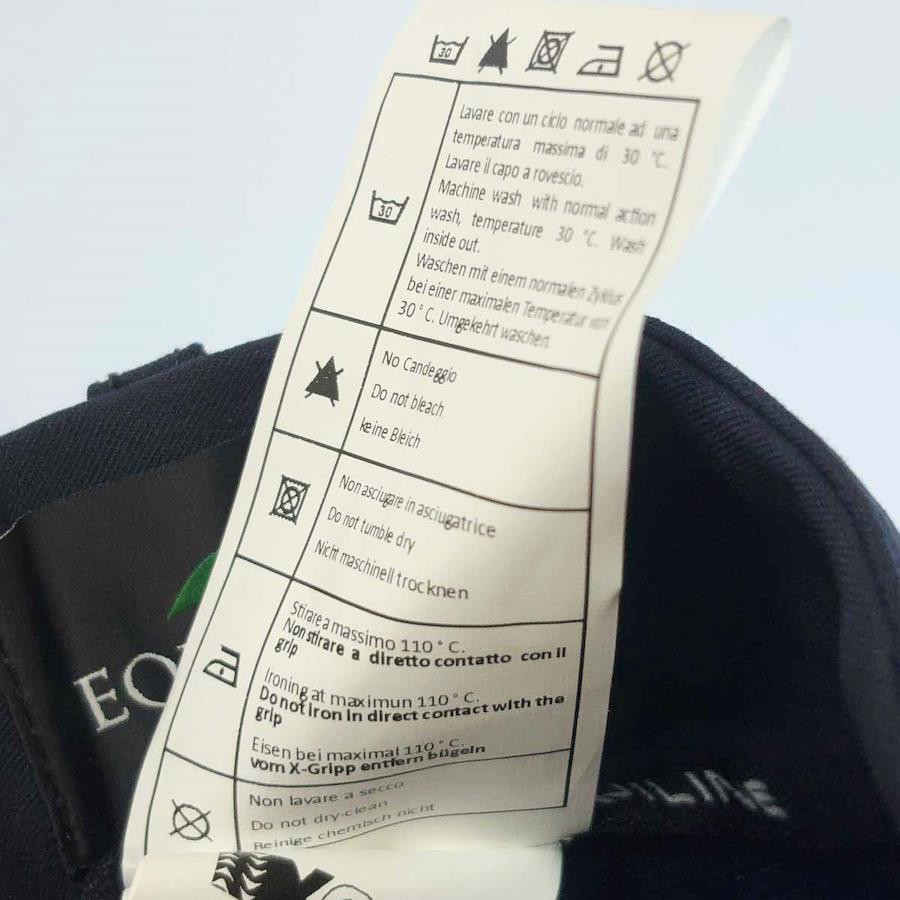 30
Lavare con un ciclo normale ad una
temperatura massima di 30 °C.
Lavare il capo a rovescio.
Machine wash with normal action
wash, temperature 30 °C. Wash
inside out.
Waschen mit einem normalen Zyklus
bei einer maximalen Temperatur von
30 °C. Umgekehrt waschen.
30
No Candeggio
Do not bleach
keine Bleich
Non asciugare in asciugatrice
Do not tumble dry
Nicht maschinell trocknen
Stirare a massimo 110 °C.
Non stirare a diretto contatto con il
grip
Ironing at maximun 110 °C.
Do not iron in direct contact with the
grip
Eisen bei maximal 110 °C.
vom X-Gripp entfern bügeln
Non lavare a secco
Do not dry-clean
Reinige chemisch nicht
EQ